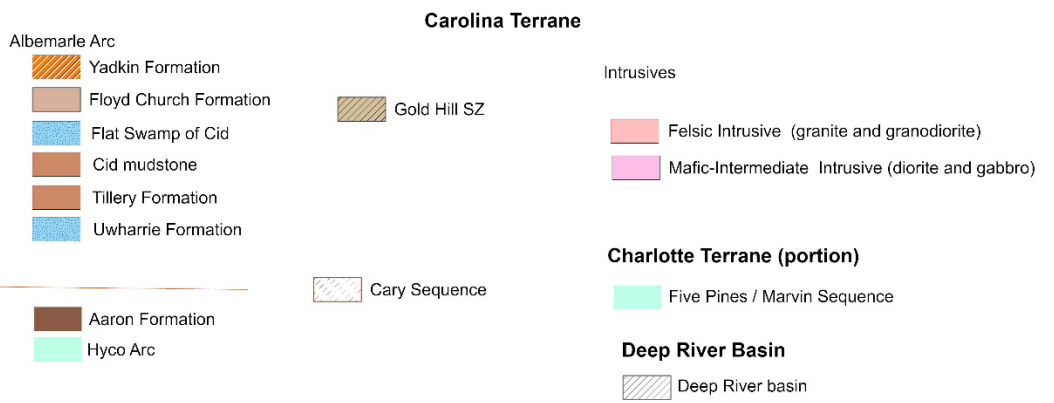 Carolina Terrane
Albemarle Arc
Yadkin Formation
Floyd Church Formation
Flat Swamp of Cid
Cid mudstone
Tillery Formation
Uwharrie Formation
Aaron Formation
Hyco Arc
Gold Hill SZ
Cary Sequence
Intrusives
Felsic Intrusive (granite and granodiorite)
Mafic-Intermediate Intrusive (diorite and gabbro)
Charlotte Terrane (portion)
Five Pines / Marvin Sequence
Deep River Basin
Deep River basin